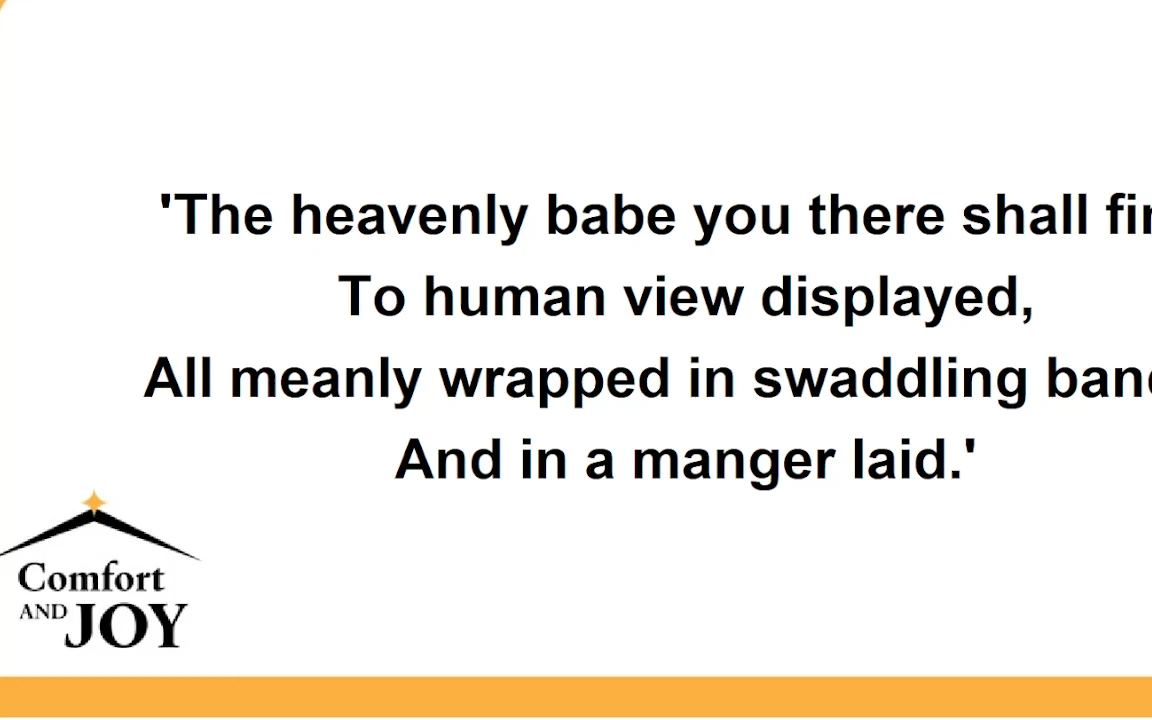 'The heavenly babe you there shall
To human view displayed,
All meanly wrapped in swaddling
And in a manger laid.'
Comfort
AND JOY